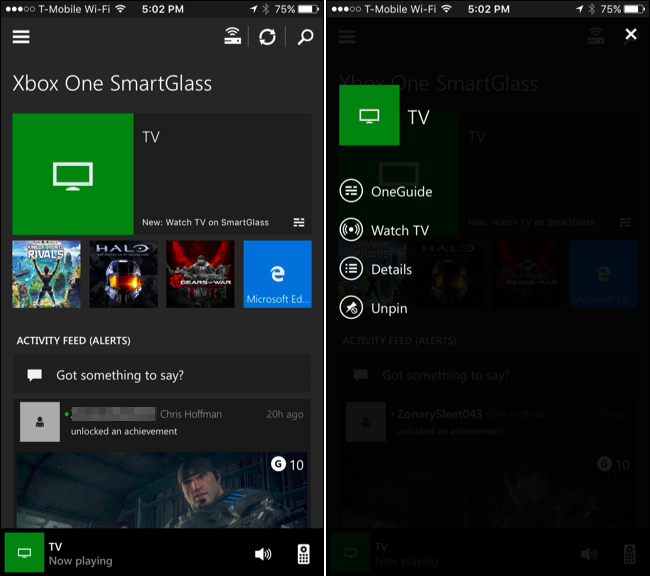 T-Mobile Wi-Fi 5:02 PM 75%
Xbox One SmartGlass
TV
New: Watch TV on SmartGlass
KINECT SPORTS
RIVALS
HALO
GEARS OF WAR
Microsoft Ed...
ACTIVITY FEED (ALERTS)
Got something to say?
Chris Hoffman 20h ago
unlocked an achievement
G 10
TV
Now playing
T-Mobile Wi-Fi 5:02 PM 75%
Xbox One SmartGlass
TV
TV
OneGuide
New: Watch TV on SmartGlass
Watch TV
Details
Unpin
Microsoft Ed...
ACTIVITY FEED (ALERTS)
Got something to say?
ZonarySleet043 Chris Hoffman 20h ago
unlocked an achievement
G 10
TV
Now playing